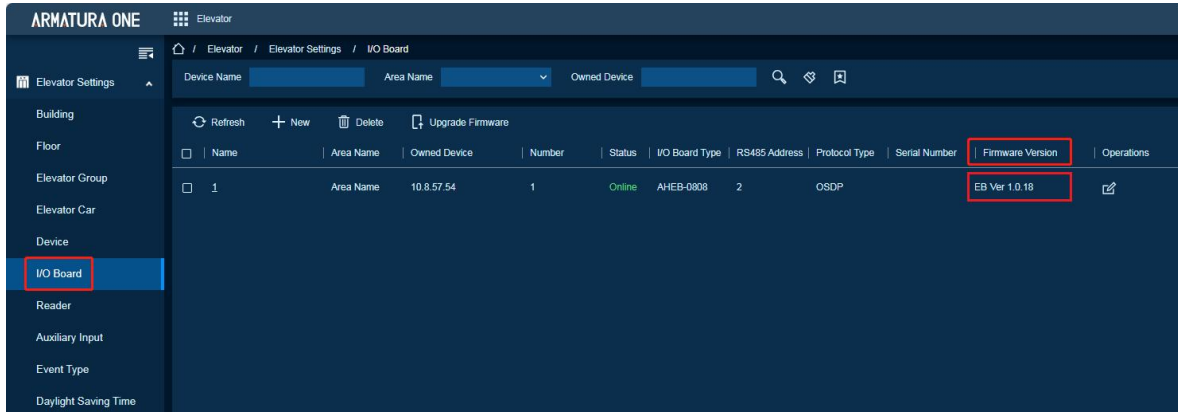 ARMATURA ONE
Elevator
/ Elevator / Elevator Settings / I/O Board
Elevator Settings
Device Name Area Name Owned Device
Building
Refresh New Delete Upgrade Firmware
Floor
Name Area Name Owned Device Number Status I/O Board Type RS485 Address Protocol Type Serial Number Firmware Version Operations
Elevator Group
1 Area Name 10.8.57.54 1 Online AHEB-0808 2 OSDP EB Ver 1.0.18
Elevator Car
Device
I/O Board
Reader
Auxiliary Input
Event Type
Daylight Saving Time